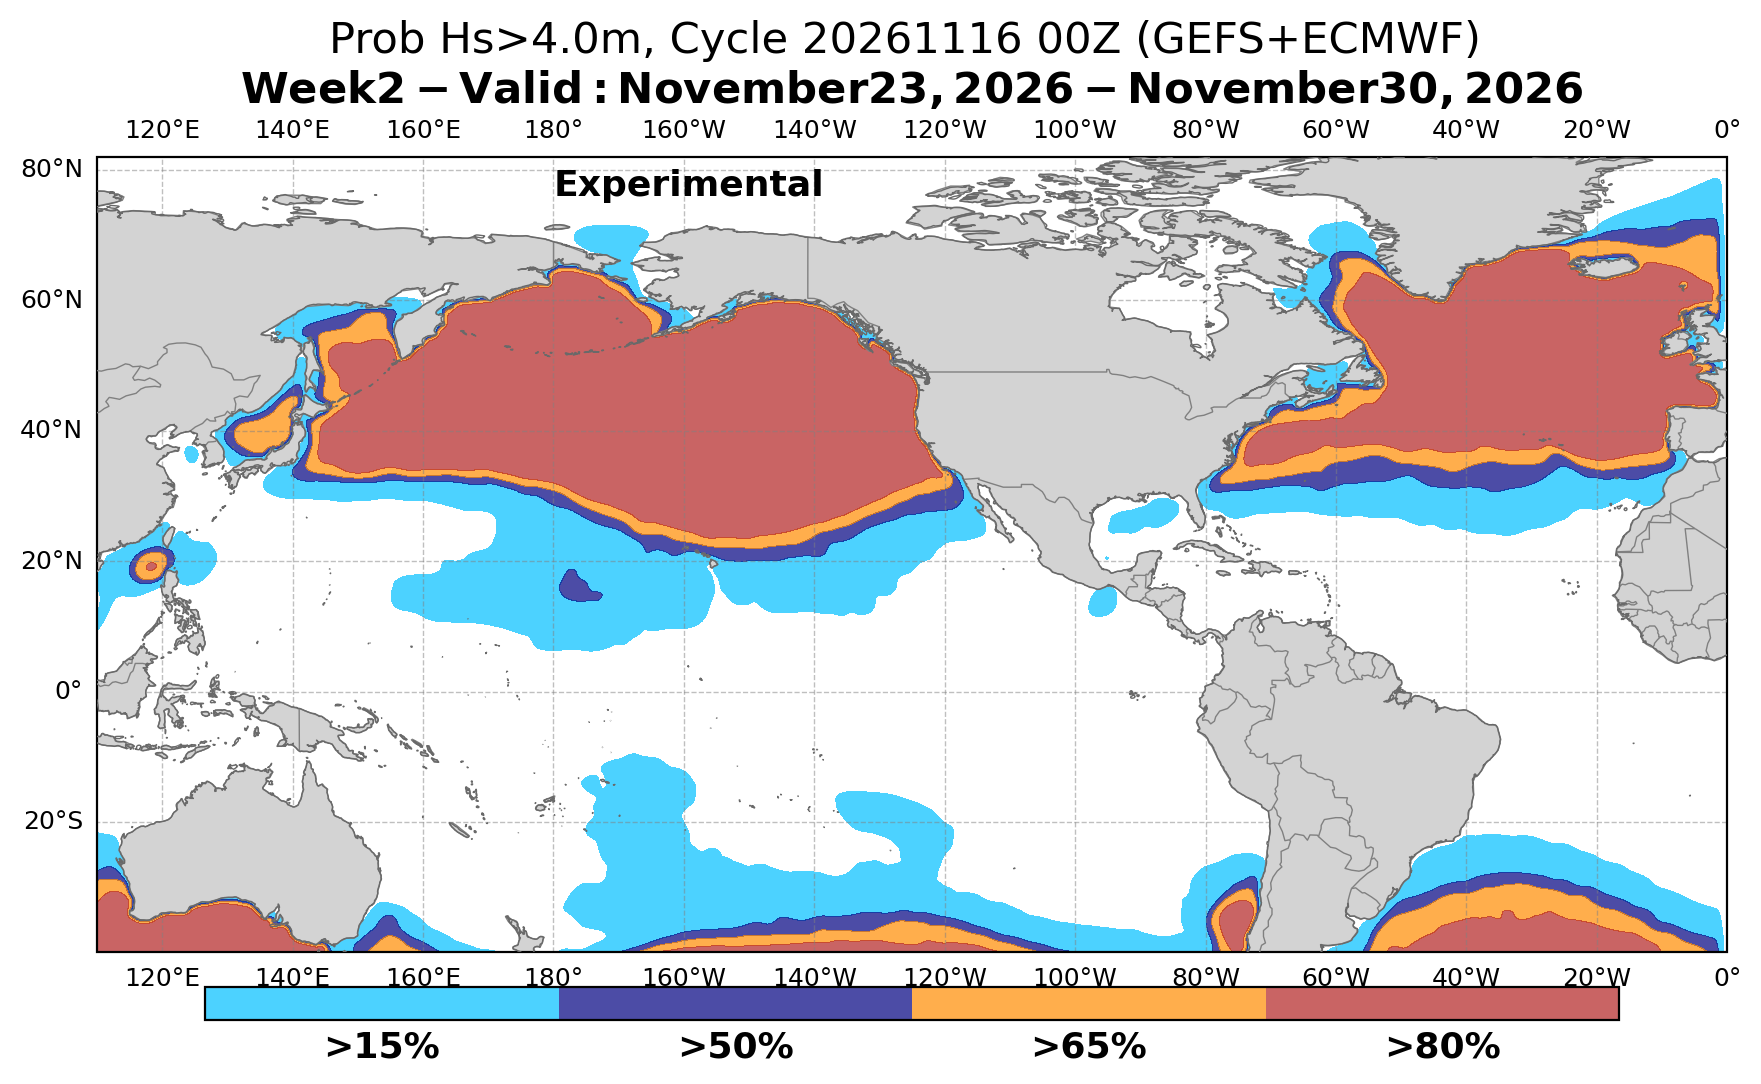 Prob Hs>4.0m, Cycle 20261116 00Z (GEFS+ECMWF)
Week2 − Valid : November23, 2026 − November30, 2026
120°E 140°E 160°E 180° 160°W 140°W 120°W 100°W 80°W 60°W 40°W 20°W 0°
80°N
Experimental
60°N
40°N
20°N
0°
20°S
120°E 140°E 160°E 180° 160°W 140°W 120°W 100°W 80°W 60°W 40°W 20°W 0°
>15% >50% >65% >80%